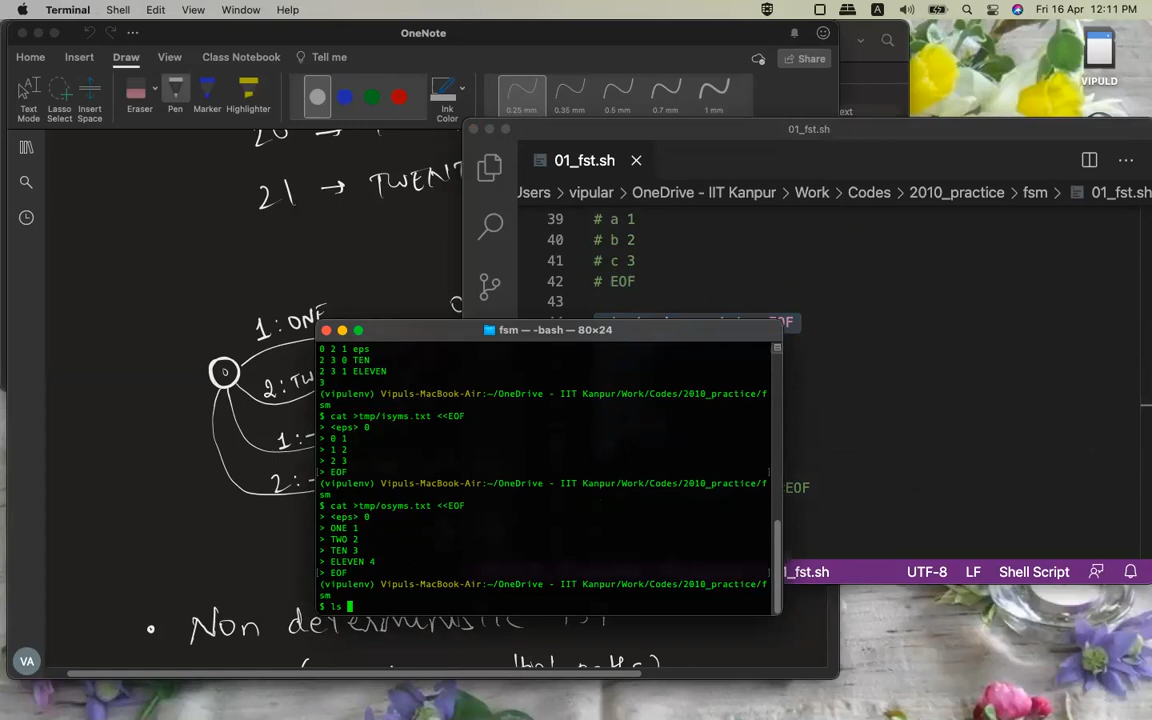 Terminal Shell Edit View Window Help Fri 16 Apr 12:11 PM
OneNote
Home Insert Draw View Class Notebook Tell me Share
Text Mode Lasso Select Insert Space Eraser Pen Marker Highlighter Ink Color 0.25 mm 0.35 mm 0.5 mm 0.7 mm 1 mm
VIPULD
01_fst.sh
01_fst.sh
Users > vipular > OneDrive - IIT Kanpur > Work > Codes > 2010_practice > fsm > 01_fst.sh
39 # a 1
40 # b 2
41 # c 3
42 # EOF
43
EOF
EOF
UTF-8 LF Shell Script
21 → TWENT
1:ONE
0
2:TW
1:-
2:-
• Non deterministic
VA
fsm — -bash — 80×24
0 2 1 eps
2 3 0 TEN
2 3 1 ELEVEN
3
(vipulenv) Vipuls-MacBook-Air:~/OneDrive - IIT Kanpur/Work/Codes/2010_practice/f
sm
$ cat >tmp/isyms.txt <<EOF
> <eps> 0
> 0 1
> 1 2
> 2 3
> EOF
(vipulenv) Vipuls-MacBook-Air:~/OneDrive - IIT Kanpur/Work/Codes/2010_practice/f
sm
$ cat >tmp/osyms.txt <<EOF
> <eps> 0
> ONE 1
> TWO 2
> TEN 3
> ELEVEN 4
> EOF
(vipulenv) Vipuls-MacBook-Air:~/OneDrive - IIT Kanpur/Work/Codes/2010_practice/f
sm
$ ls